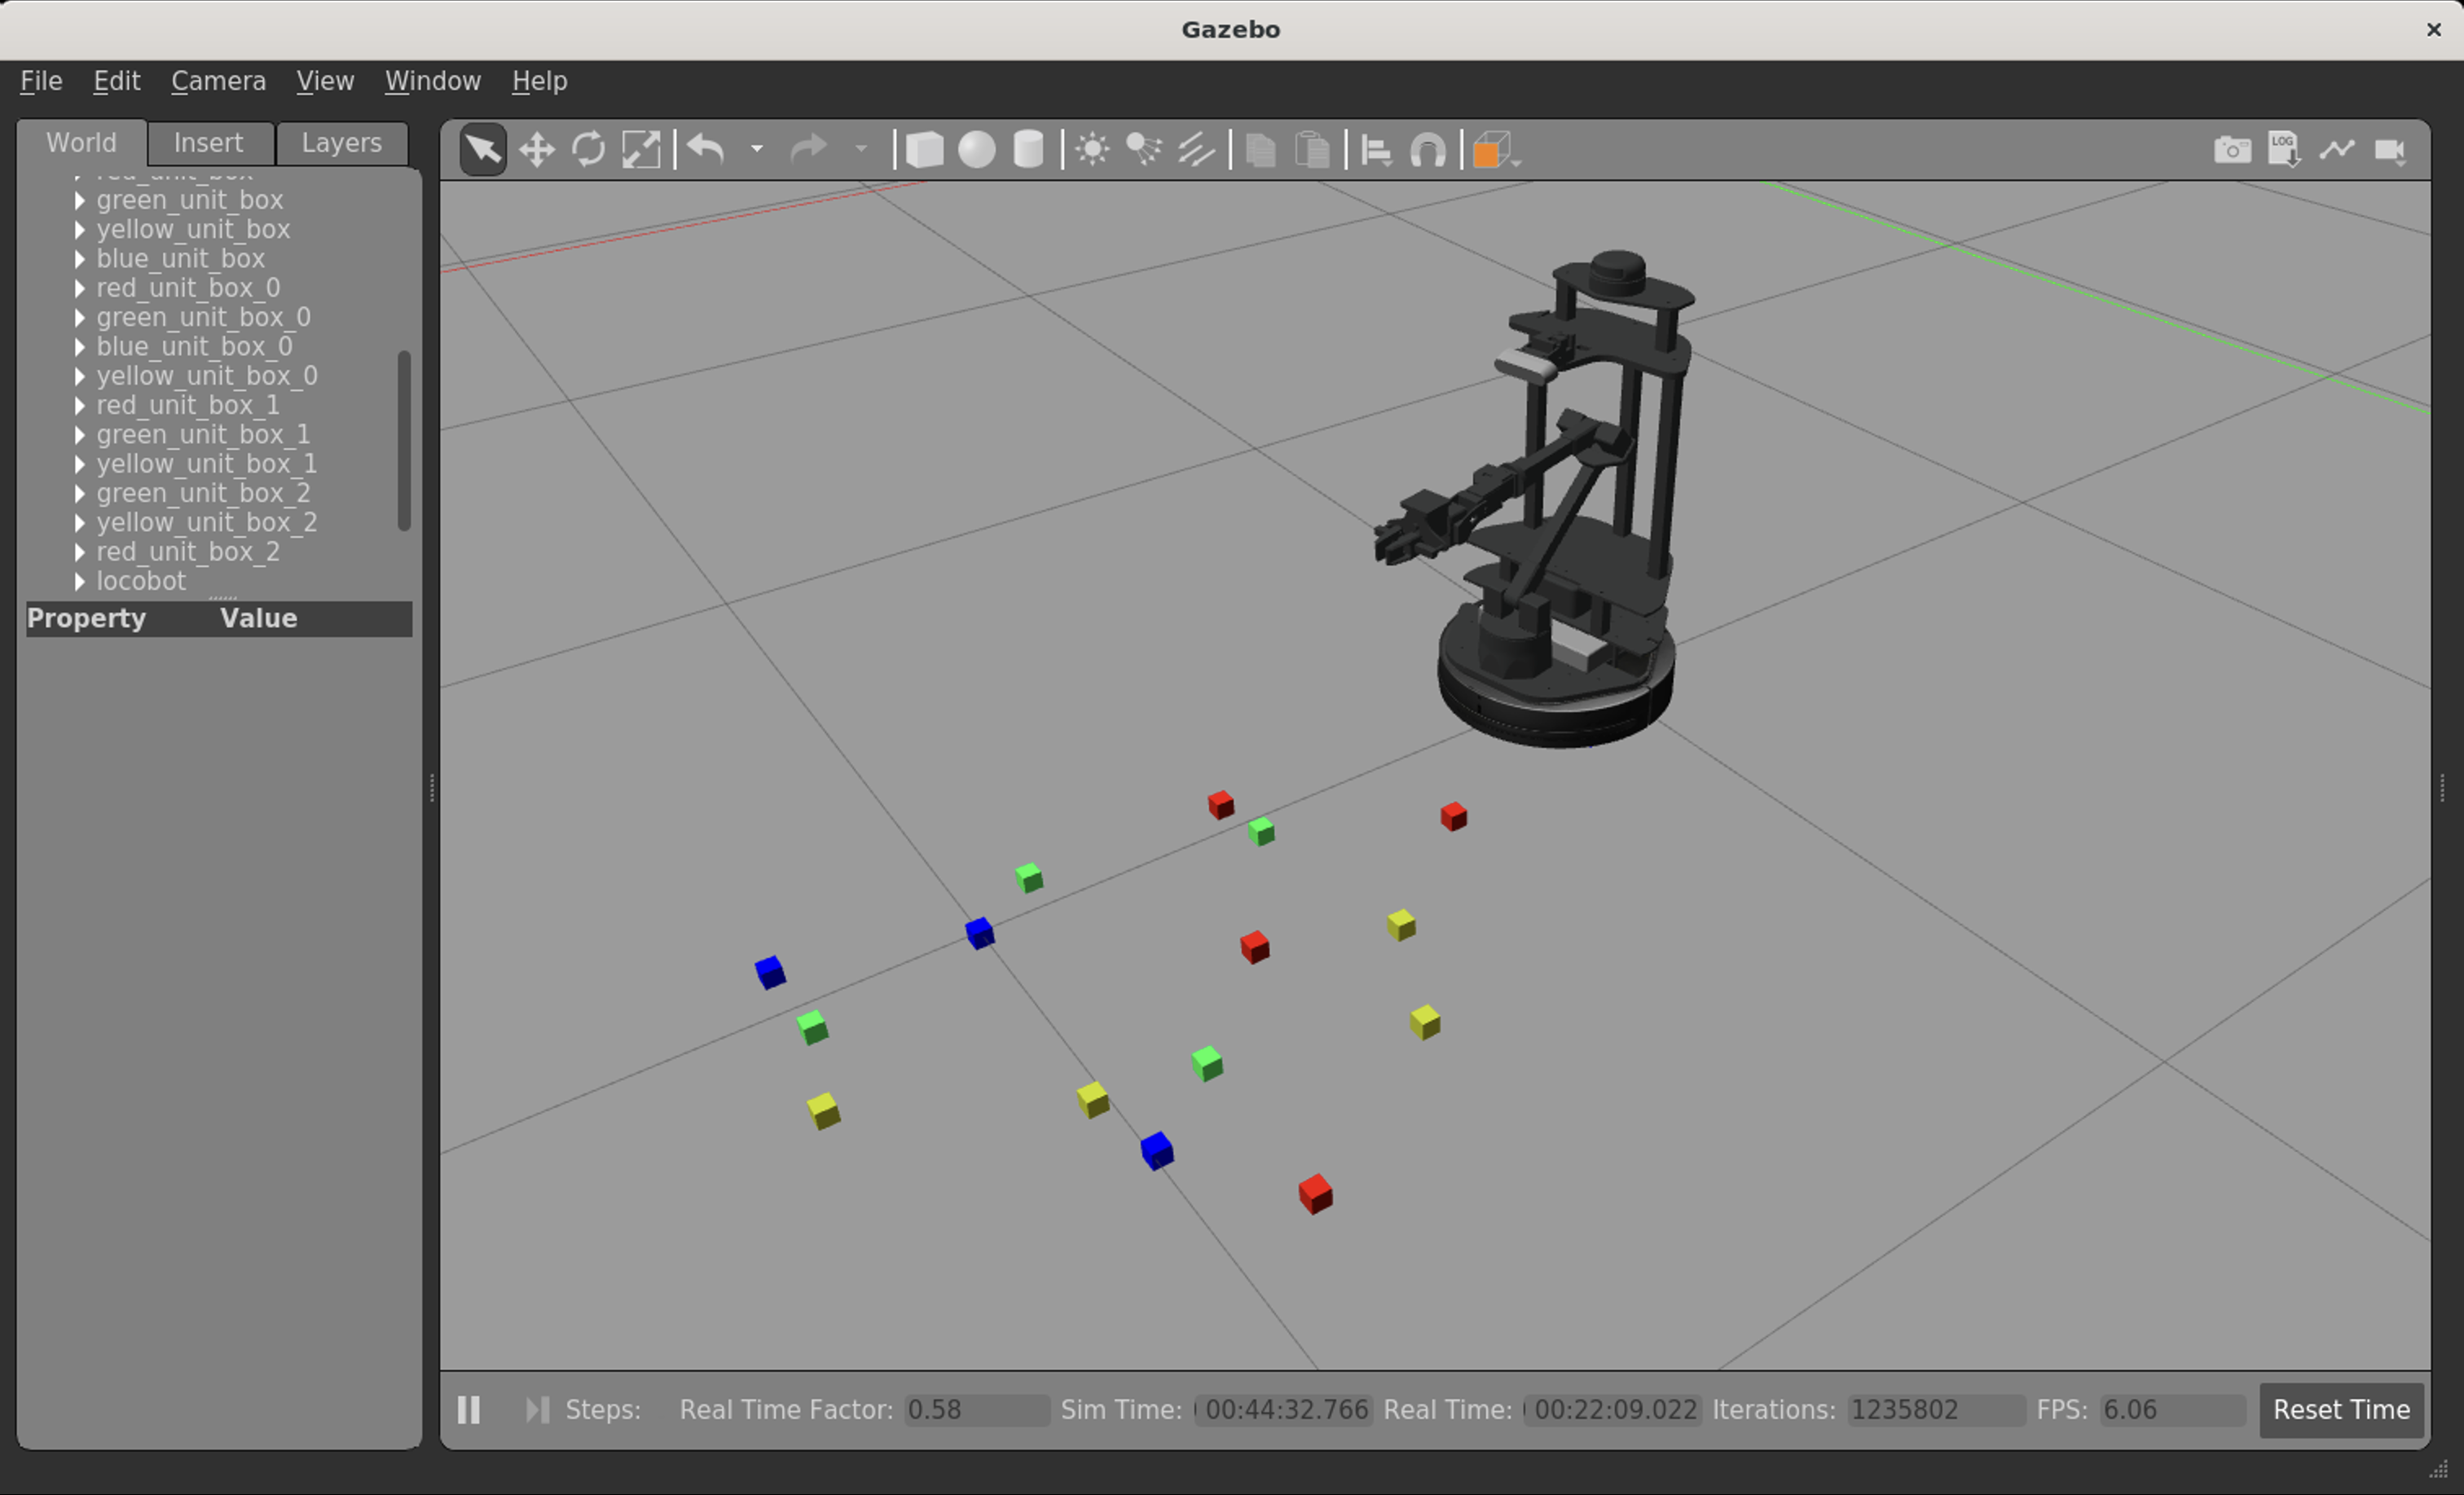 Gazebo
File Edit Camera View Window Help
World Insert Layers
LOG
red_unit_box
green_unit_box
yellow_unit_box
blue_unit_box
red_unit_box_0
green_unit_box_0
blue_unit_box_0
yellow_unit_box_0
red_unit_box_1
green_unit_box_1
yellow_unit_box_1
green_unit_box_2
yellow_unit_box_2
red_unit_box_2
locobot
Property Value
Steps: Real Time Factor: 0.58 Sim Time: 00:44:32.766 Real Time: 00:22:09.022 Iterations: 1235802 FPS: 6.06 Reset Time